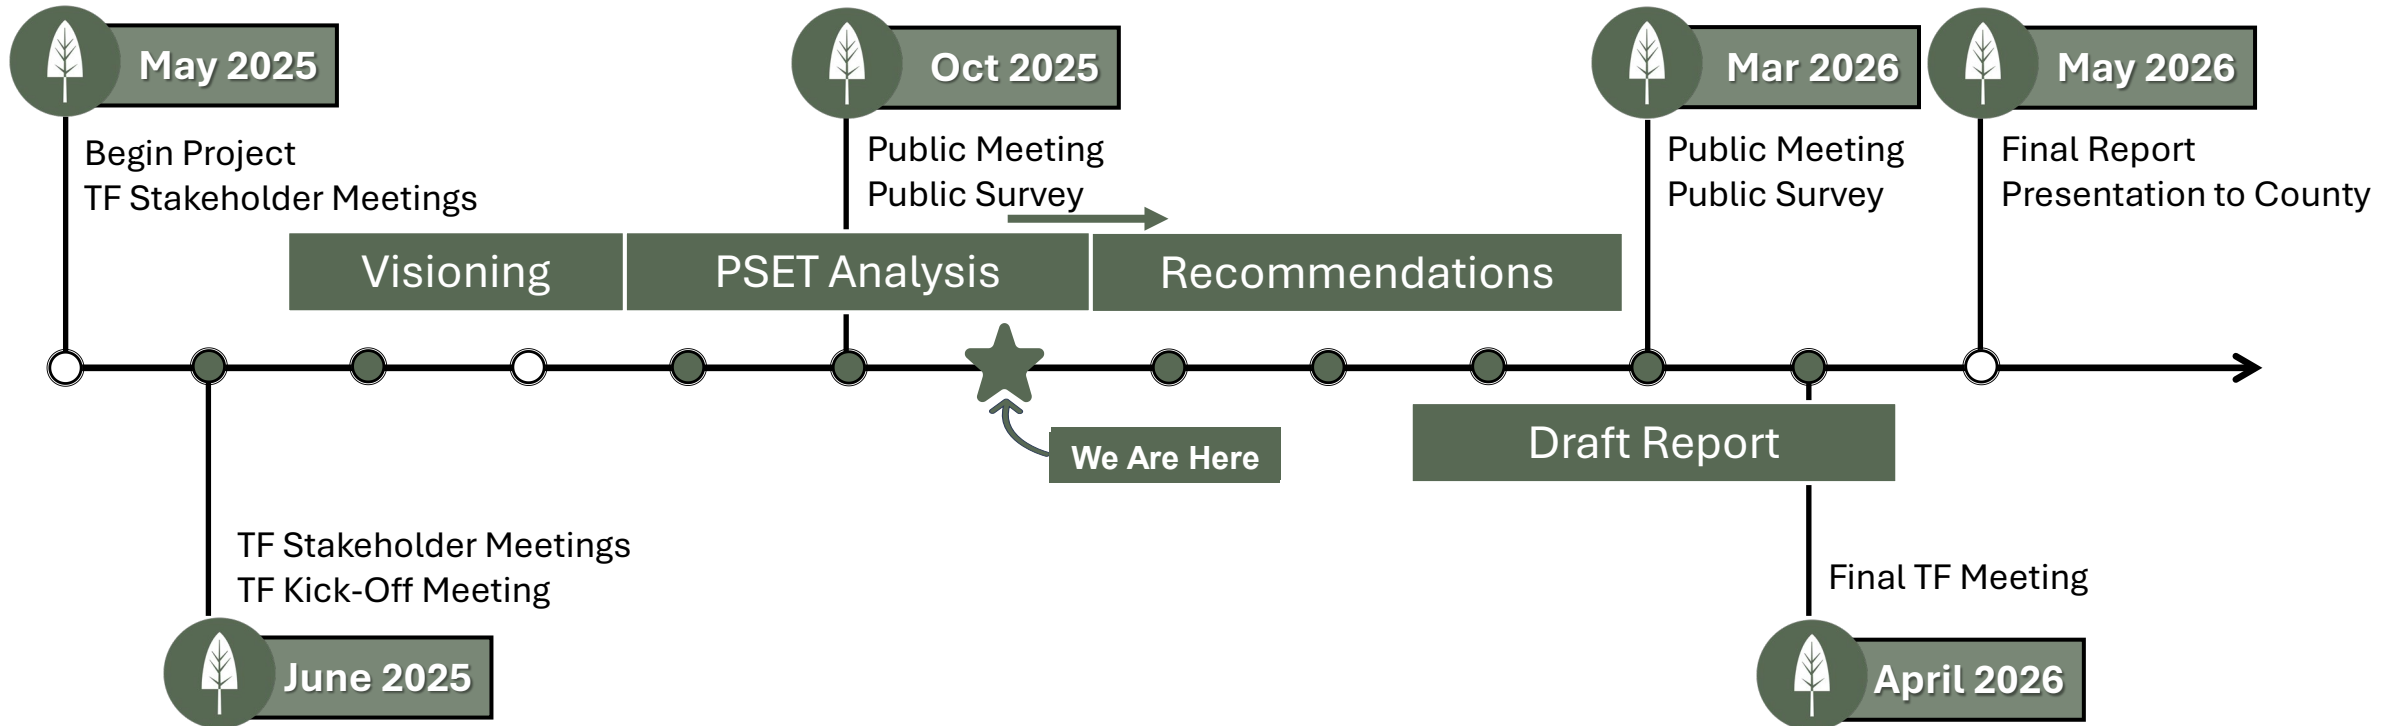 May 2025
Oct 2025
Mar 2026
May 2026
Begin Project
TF Stakeholder Meetings
Public Meeting
Public Survey
Public Meeting
Public Survey
Final Report
Presentation to County
Visioning
PSET Analysis
Recommendations
We Are Here
Draft Report
TF Stakeholder Meetings
TF Kick-Off Meeting
Final TF Meeting
June 2025
April 2026